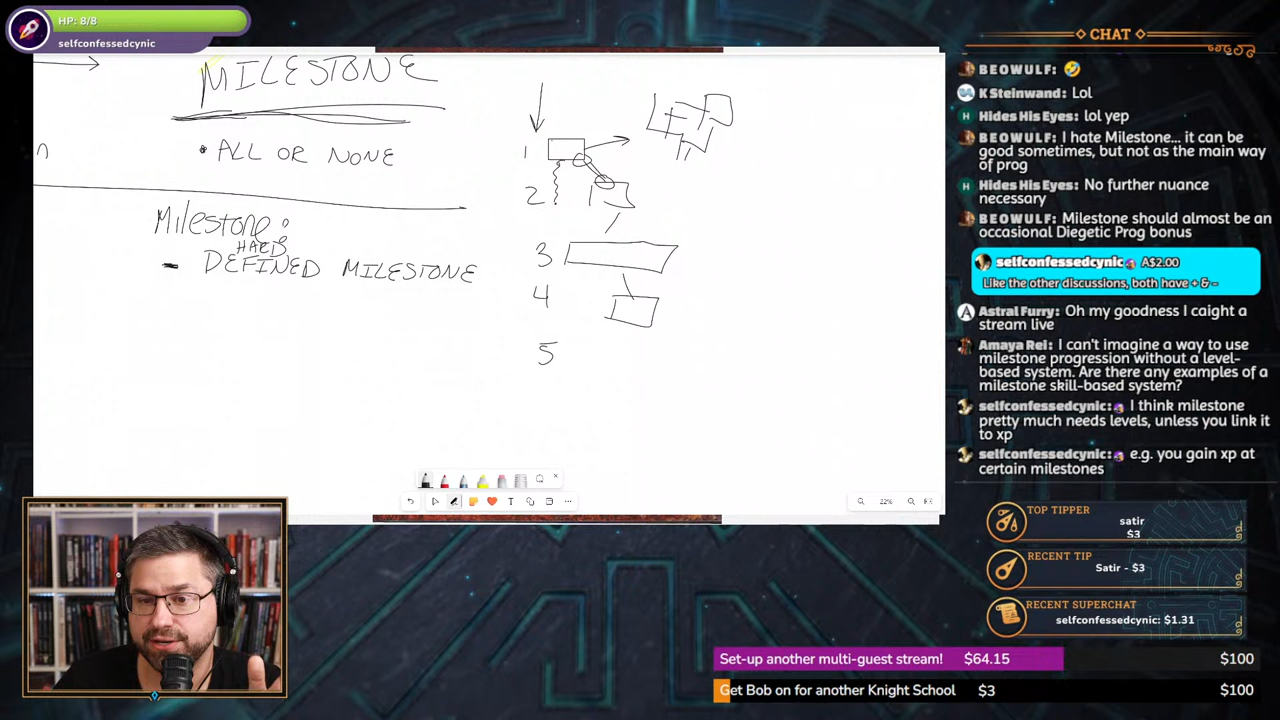 HP: 8/8
selfconfessedcynic
MILESTONE
• ALL OR NONE
n
Milestone:
HARD
- DEFINED MILESTONE
1
2
3
4
5
22%
T
CHAT
BEOWULF: 🤣
K Steinwand: Lol
Hides His Eyes: lol yep
BEOWULF: I hate Milestone... it can be
good sometimes, but not as the main way
of prog
Hides His Eyes: No further nuance
necessary
BEOWULF: Milestone should almost be an
occasional Diegetic Prog bonus
selfconfessedcynic A$2.00
Like the other discussions, both have + & -
Astral Furry: Oh my goodness I caight a
stream live
Amaya Rei: I can't imagine a way to use
milestone progression without a level-
based system. Are there any examples of a
milestone skill-based system?
selfconfessedcynic: I think milestone
pretty much needs levels, unless you link it
to xp
selfconfessedcynic: e.g. you gain xp at
certain milestones
TOP TIPPER
satir
$3
RECENT TIP
Satir - $3
RECENT SUPERCHAT
selfconfessedcynic: $1.31
Set-up another multi-guest stream! $64.15 $100
Get Bob on for another Knight School $3 $100